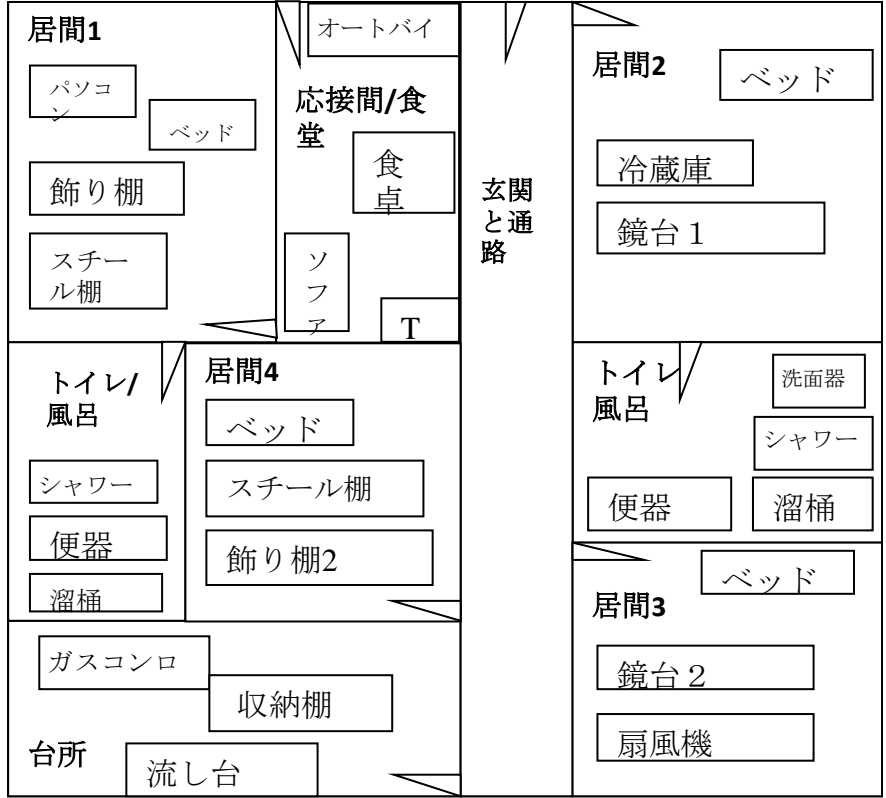 居間1
パソコ
ン
ベッド
飾り棚
スチー
ル棚
オートバイ
応接間/食
堂
食
卓
ソ
フ
ァ
T
玄関
と通
路
居間2
ベッド
冷蔵庫
鏡台１
トイレ/
風呂
シャワー
便器
溜桶
居間4
ベッド
スチール棚
飾り棚2
トイレ
風呂
洗面器
シャワー
便器
溜桶
ガスコンロ
収納棚
台所
流し台
居間3
ベッド
鏡台２
扇風機